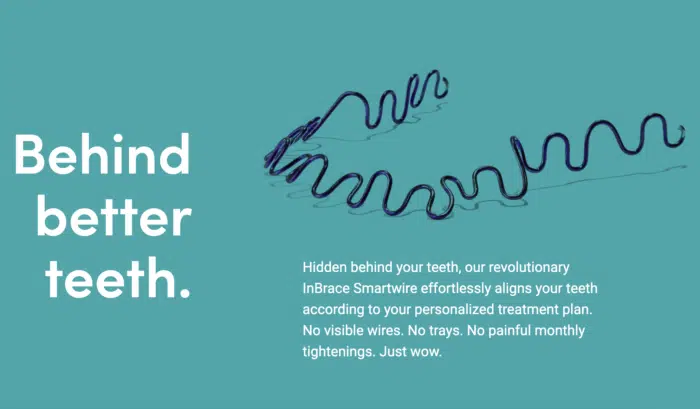 Behind
better
teeth.
Hidden behind your teeth, our revolutionary
InBrace Smartwire effortlessly aligns your teeth
according to your personalized treatment plan.
No visible wires. No trays. No painful monthly
tightenings. Just wow.